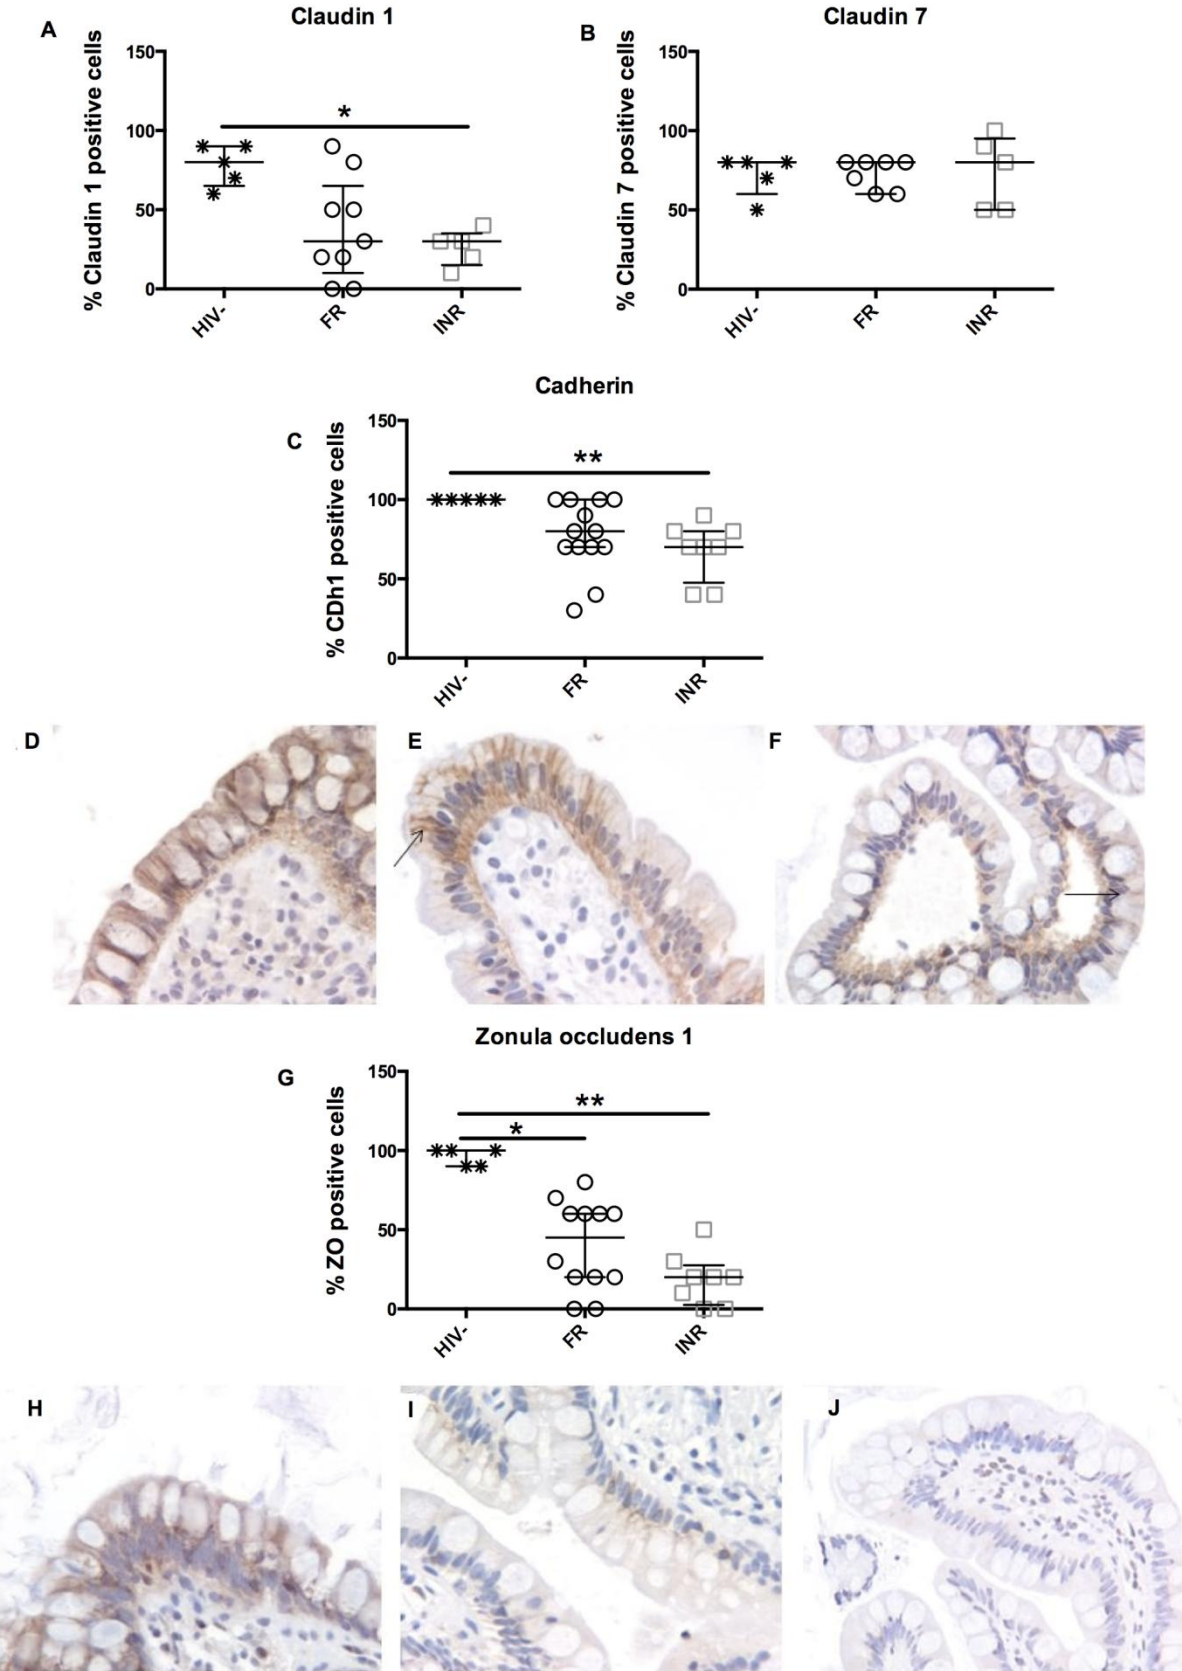 A
Claudin 1
% Claudin 1 positive cells
150
100
50
0
*
HIV-
FR
INR
B
Claudin 7
% Claudin 7 positive cells
150
100
50
0
HIV-
FR
INR
C
Cadherin
% CDh1 positive cells
150
100
50
0
**
HIV-
FR
INR
D
E
F
Zonula occludens 1
G
% ZO positive cells
150
100
50
0
**
*
HIV-
FR
INR
H
I
J